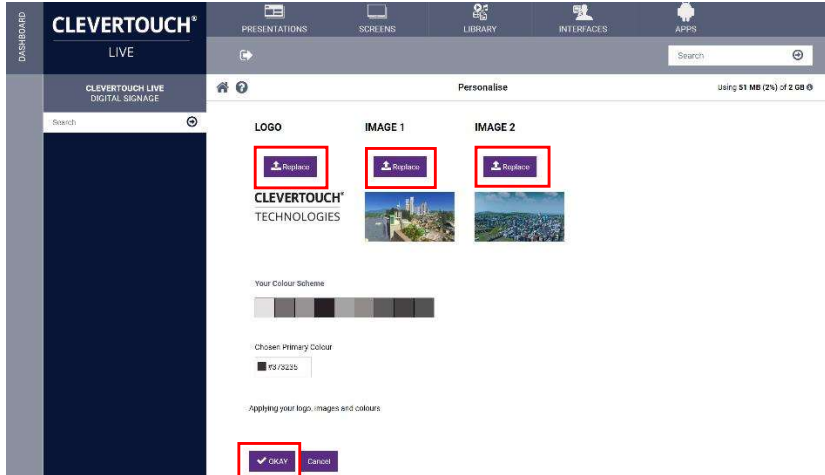 DASHBOARD
CLEVERTOUCH®
LIVE
PRESENTATIONS
SCREENS
LIBRARY
INTERFACES
APPS
Search
CLEVERTOUCH LIVE
DIGITAL SIGNAGE
Search
Personalise
Using 51 MB (2%) of 2 GB
LOGO
IMAGE 1
IMAGE 2
Replace
Replace
Replace
CLEVERTOUCH®
TECHNOLOGIES
Your Colour Scheme
Chosen Primary Colour
#373235
Applying your logo, images and colours
OKAY
Cancel